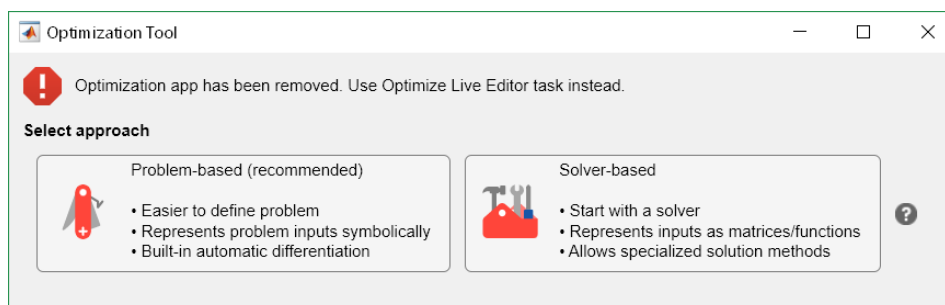 Optimization Tool
Optimization app has been removed. Use Optimize Live Editor task instead.
Select approach
Problem-based (recommended)
• Easier to define problem
• Represents problem inputs symbolically
• Built-in automatic differentiation
Solver-based
• Start with a solver
• Represents inputs as matrices/functions
• Allows specialized solution methods